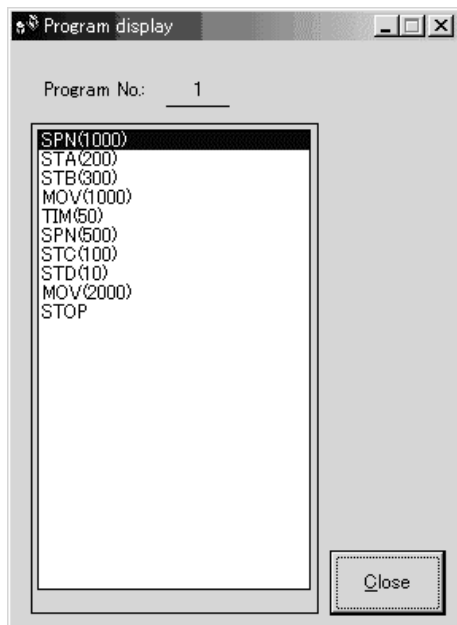 Program display
Program No.: 1
SPN(1000)
STA(200)
STB(300)
MOV(1000)
TIM(50)
SPN(500)
STC(100)
STD(10)
MOV(2000)
STOP
Close